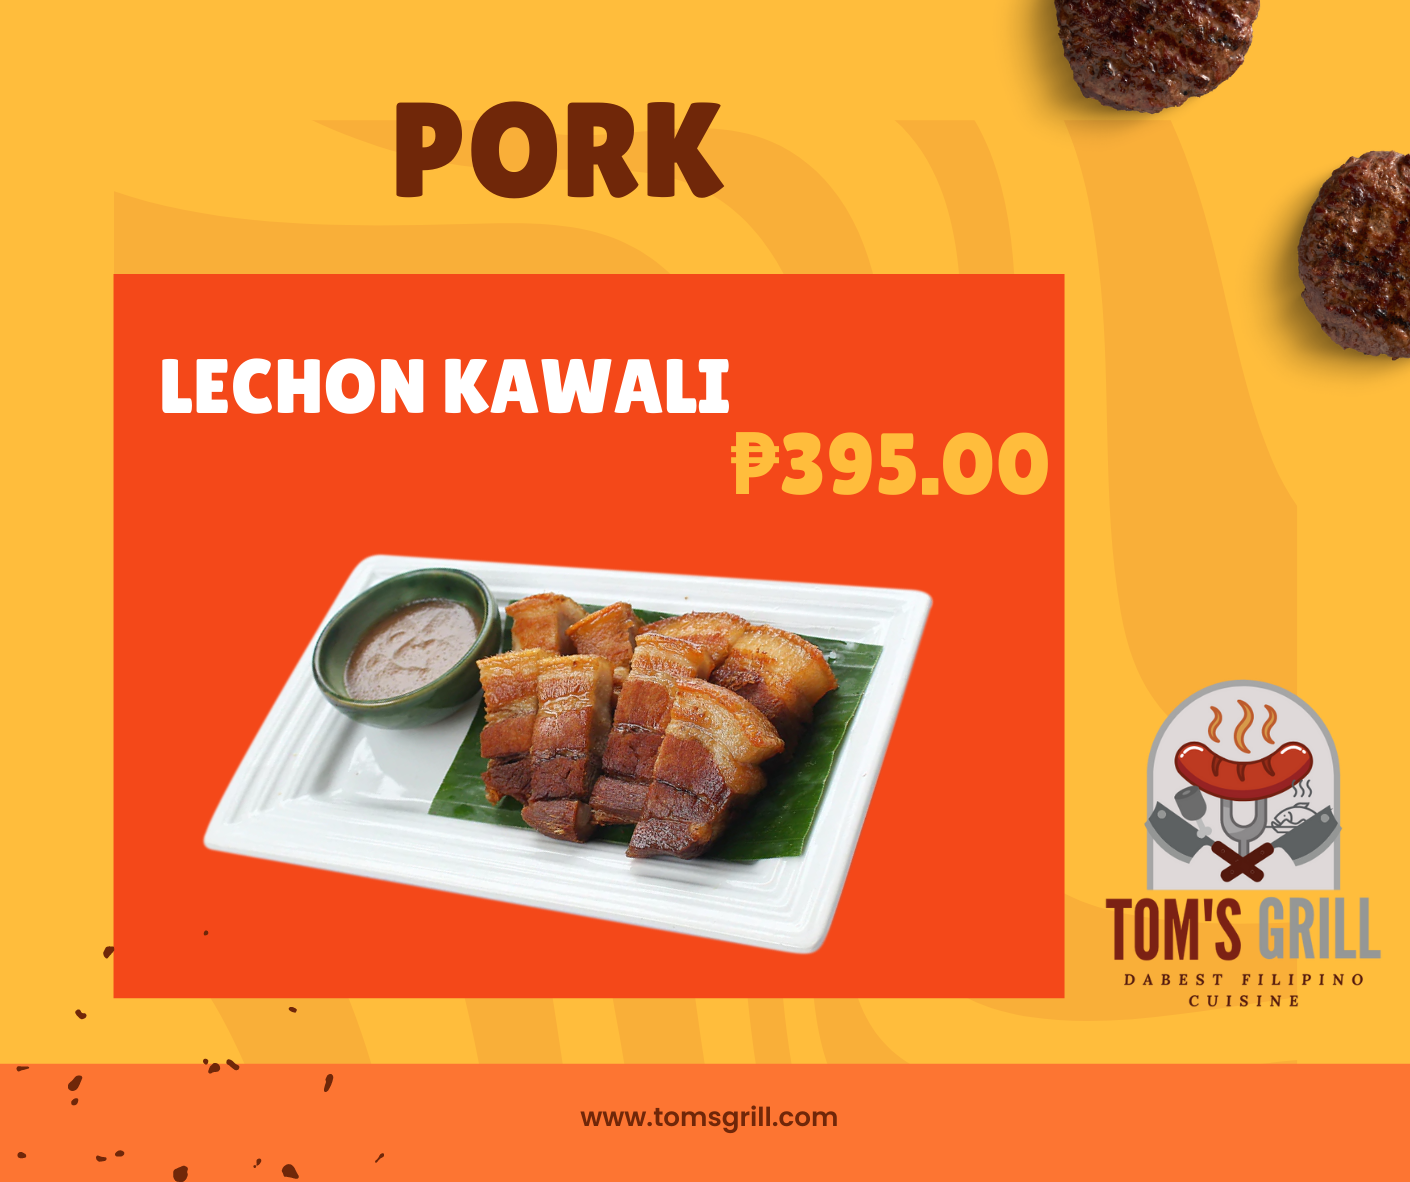 PORK
LECHON KAWALI
₱395.00
TOM'S GRILL
DABEST FILIPINO
CUISINE
www.tomsgrill.com